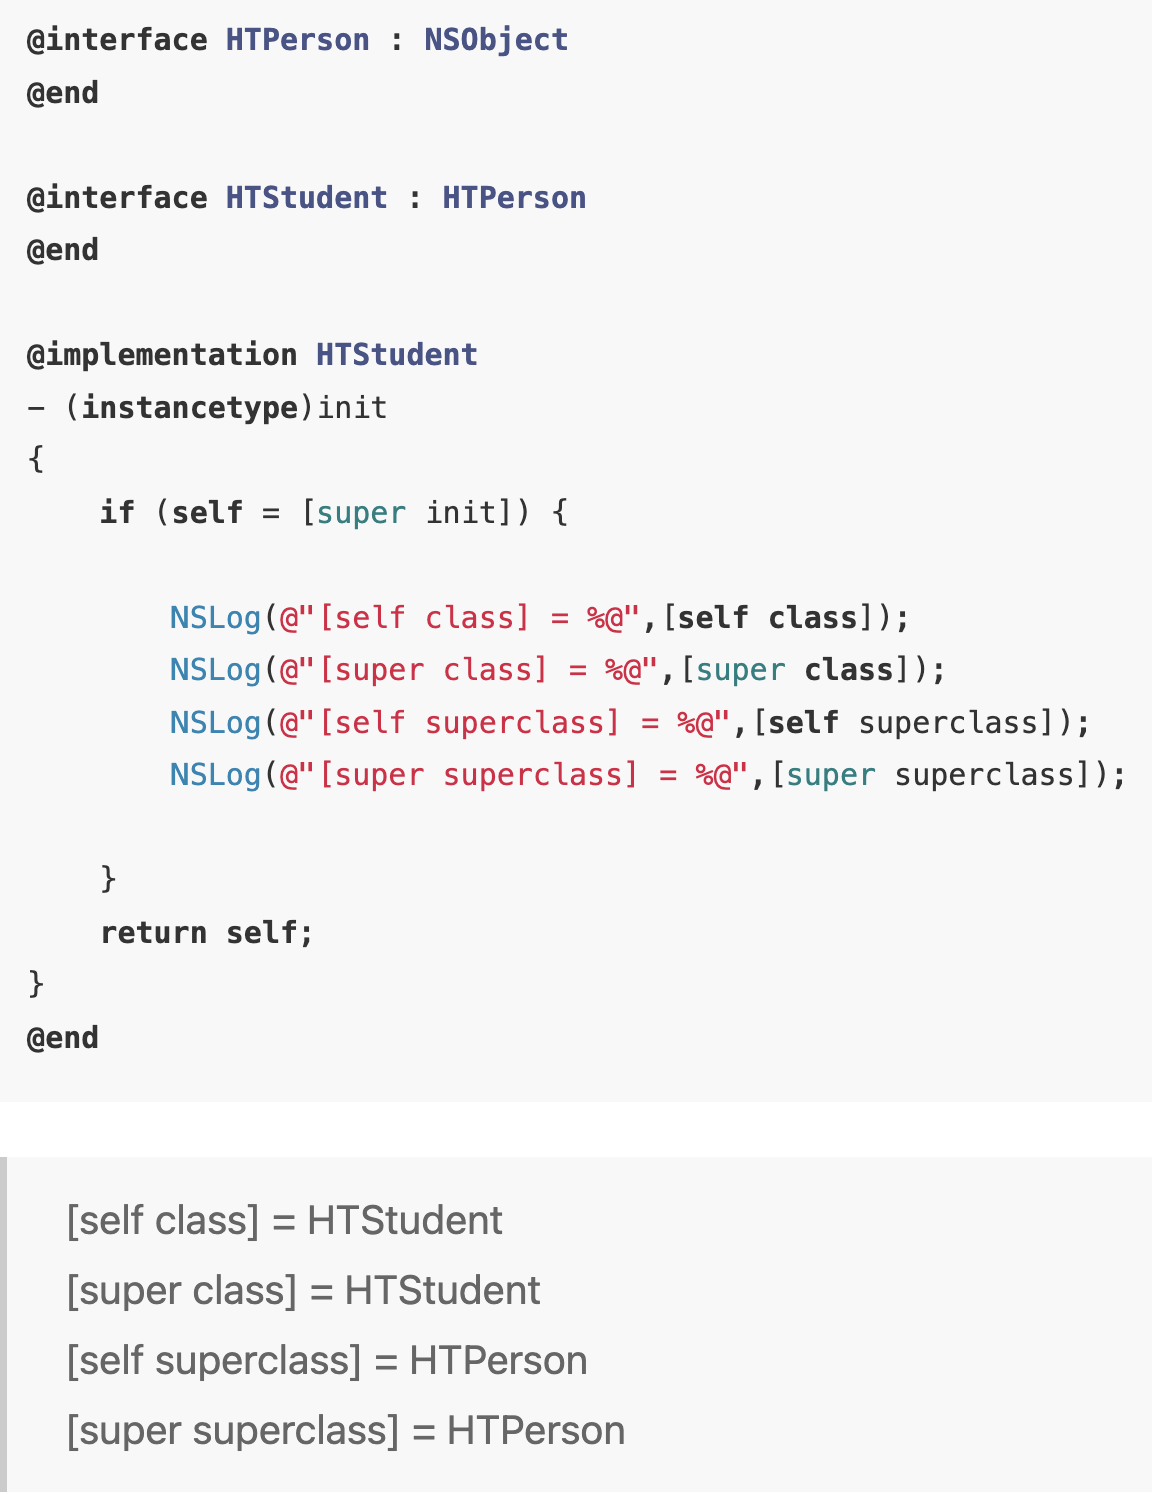 @interface HTPerson : NSObject
@end
@interface HTStudent : HTPerson
@end
@implementation HTStudent
- (instancetype)init
{
    if (self = [super init]) {
        NSLog(@"[self class] = %@",[self class]);
        NSLog(@"[super class] = %@",[super class]);
        NSLog(@"[self superclass] = %@",[self superclass]);
        NSLog(@"[super superclass] = %@",[super superclass]);
    }
    return self;
}
@end
[self class] = HTStudent
[super class] = HTStudent
[self superclass] = HTPerson
[super superclass] = HTPerson